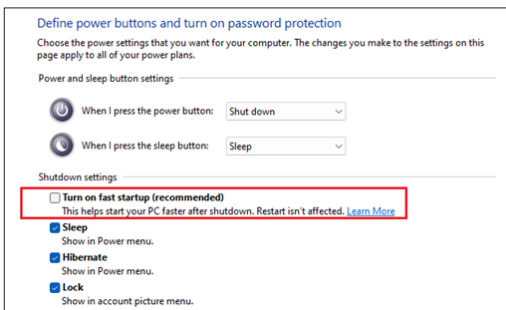 Define power buttons and turn on password protection
Choose the power settings that you want for your computer. The changes you make to the settings on this
page apply to all of your power plans.
Power and sleep button settings
When I press the power button: Shut down
When I press the sleep button: Sleep
Shutdown settings
Turn on fast startup (recommended)
This helps start your PC faster after shutdown. Restart isn't affected. Learn More
Sleep
Show in Power menu.
Hibernate
Show in Power menu.
Lock
Show in account picture menu.